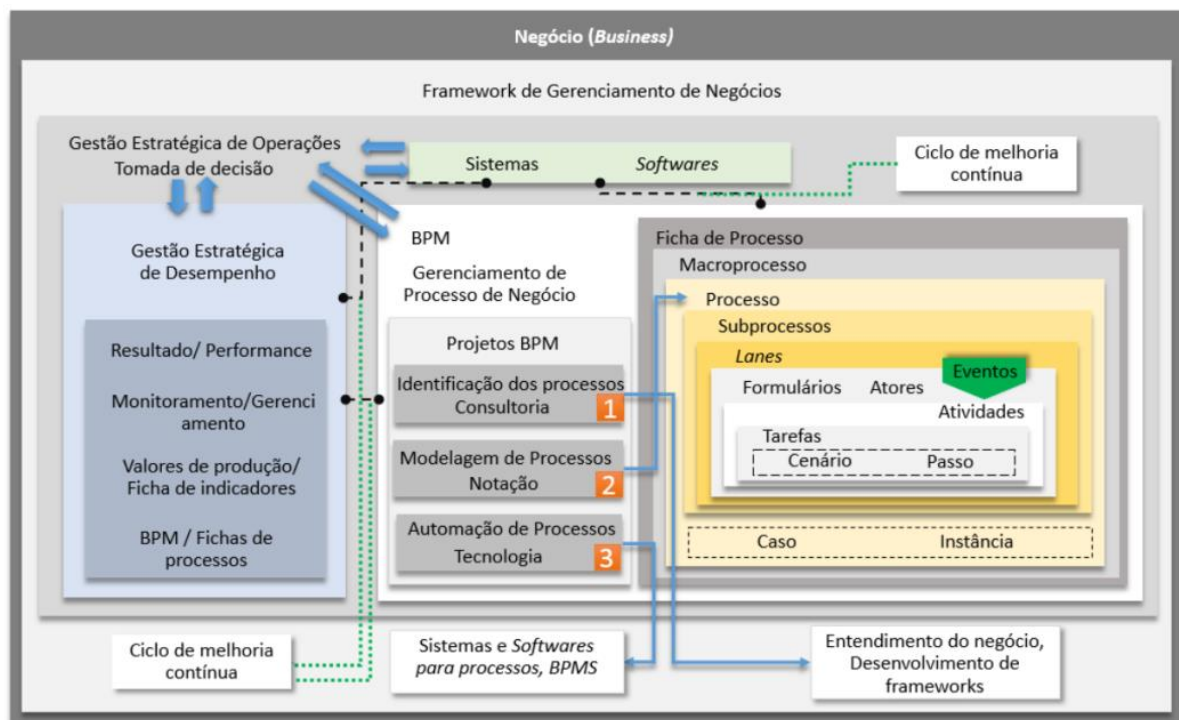 Negócio (Business)
Framework de Gerenciamento de Negócios
Gestão Estratégica de Operações
Tomada de decisão
Sistemas Softwares
Ciclo de melhoria
contínua
Gestão Estratégica
de Desempenho
Resultado/ Performance
Monitoramento/Gerenci
amento
Valores de produção/
Ficha de indicadores
BPM / Fichas de
processos
BPM
Gerenciamento de
Processo de Negócio
Projetos BPM
Identificação dos processos
Consultoria 1
Modelagem de Processos
Notação 2
Automação de Processos
Tecnologia 3
Ficha de Processo
Macroprocesso
Processo
Subprocessos
Lanes
Eventos
Formulários Atores
Atividades
Tarefas
Cenário Passo
Caso Instância
Ciclo de melhoria
contínua
Sistemas e Softwares
para processos, BPMS
Entendimento do negócio,
Desenvolvimento de
frameworks